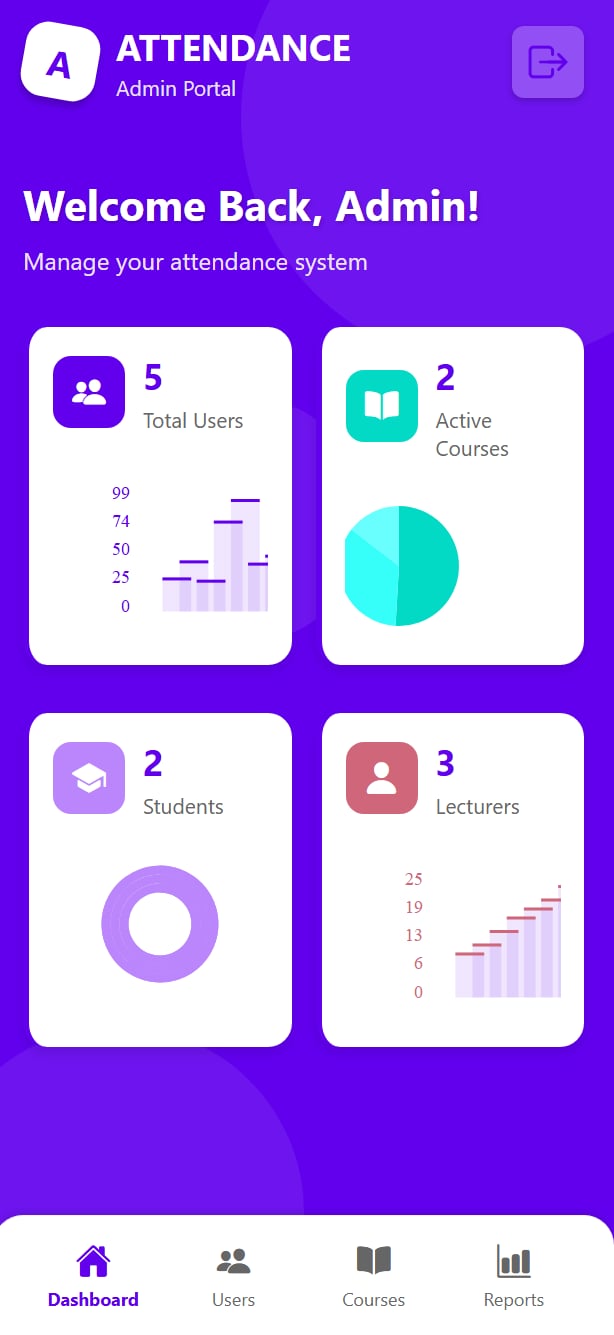 A
ATTENDANCE
Admin Portal
Welcome Back, Admin!
Manage your attendance system
5
Total Users
99
74
50
25
0
2
Active
Courses
2
Students
3
Lecturers
25
19
13
6
0
Dashboard
Users
Courses
Reports